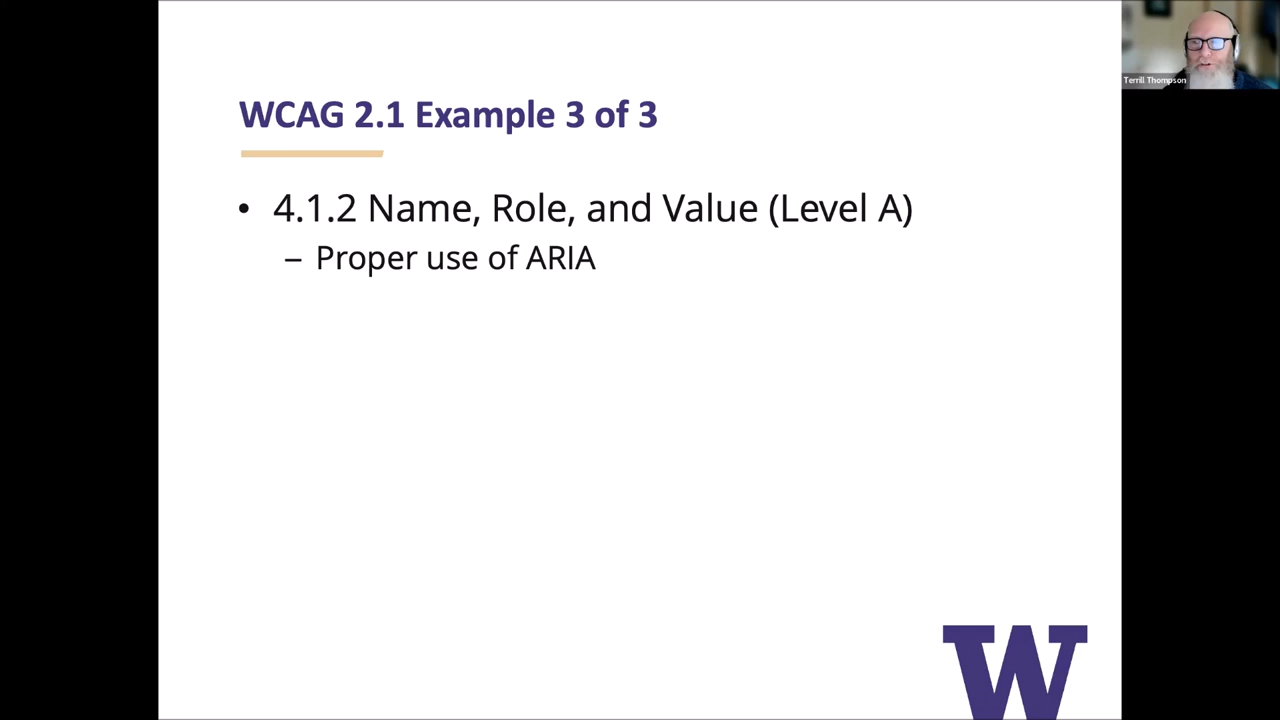 WCAG 2.1 Example 3 of 3
• 4.1.2 Name, Role, and Value (Level A)
– Proper use of ARIA
Terrill Thompson
W